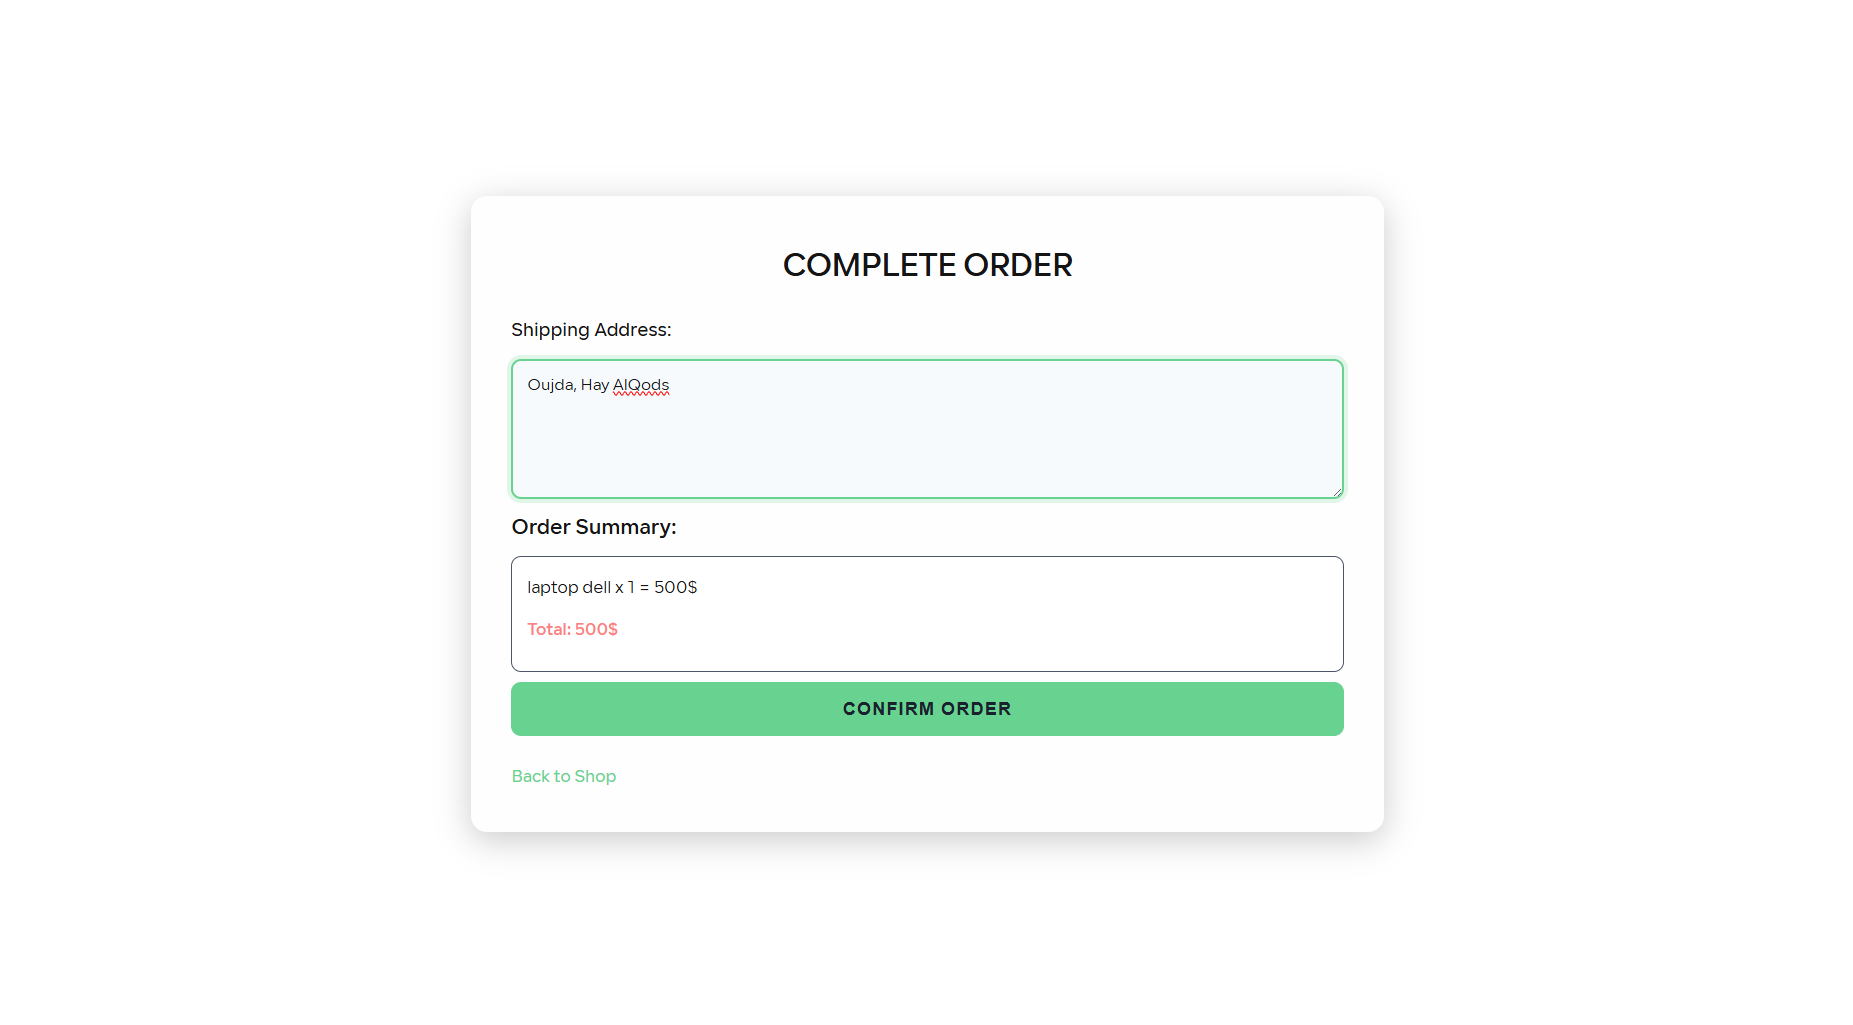 COMPLETE ORDER
Shipping Address:
Oujda, Hay AlQods
Order Summary:
laptop dell x 1 = 500$
Total: 500$
CONFIRM ORDER
Back to Shop